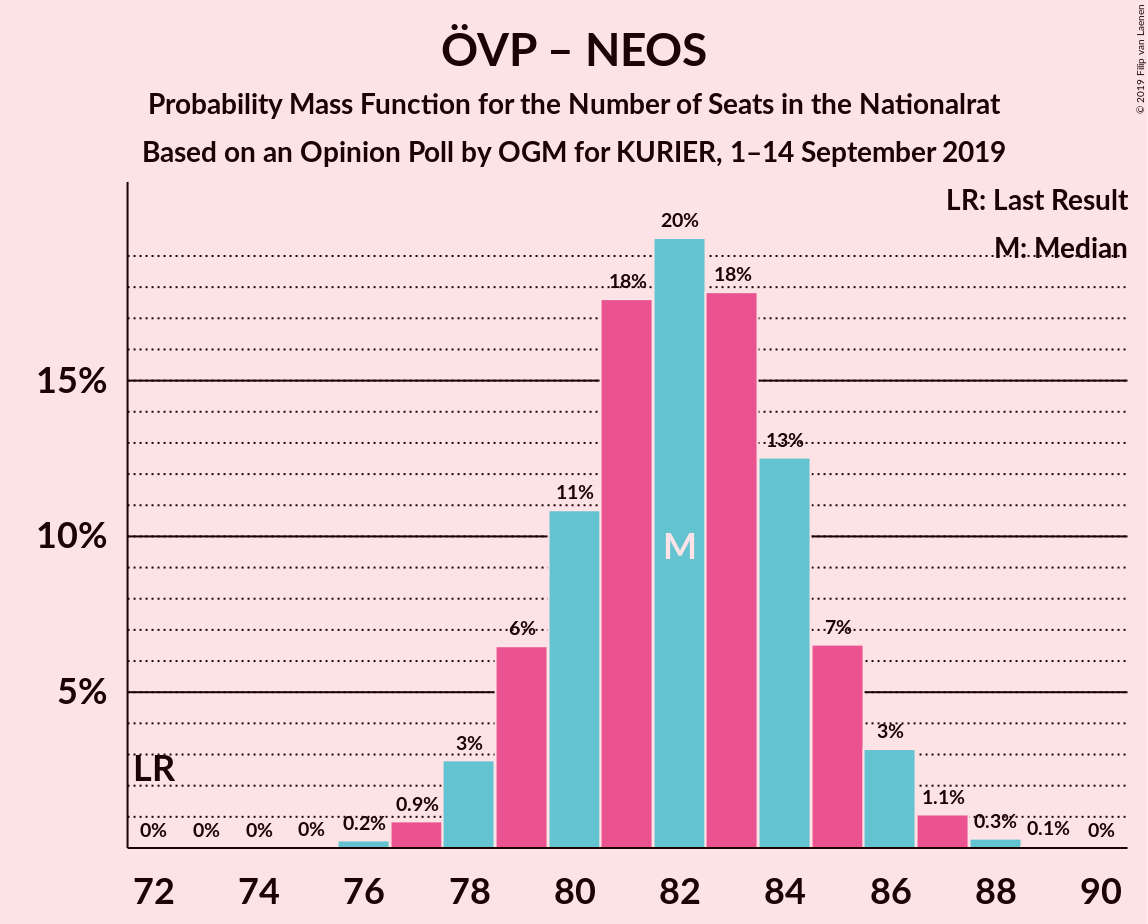 ÖVP – NEOS
Probability Mass Function for the Number of Seats in the Nationalrat
Based on an Opinion Poll by OGM for KURIER, 1–14 September 2019
© 2019 Filip van Laenen
LR: Last Result
M: Median
15%
10%
5%
LR
0%
0%
0%
0%
0.2%
0.9%
3%
6%
11%
18%
20%
18%
13%
7%
3%
1.1%
0.3%
0.1%
0%
M
72 74 76 78 80 82 84 86 88 90